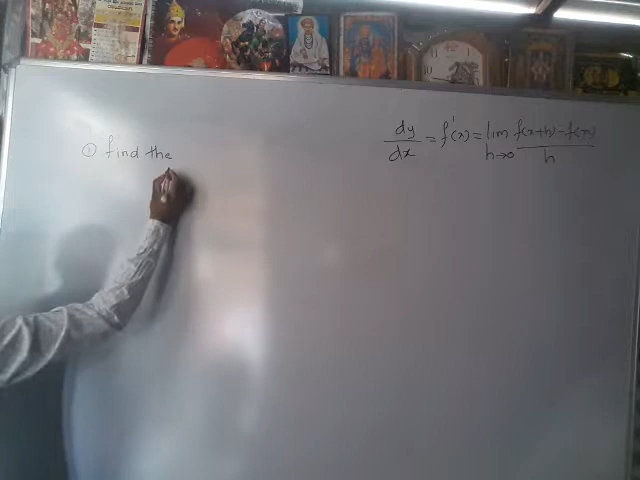 ① find the
dy/dx = f'(x) = lim h→0 f(x+h)-f(x)/h